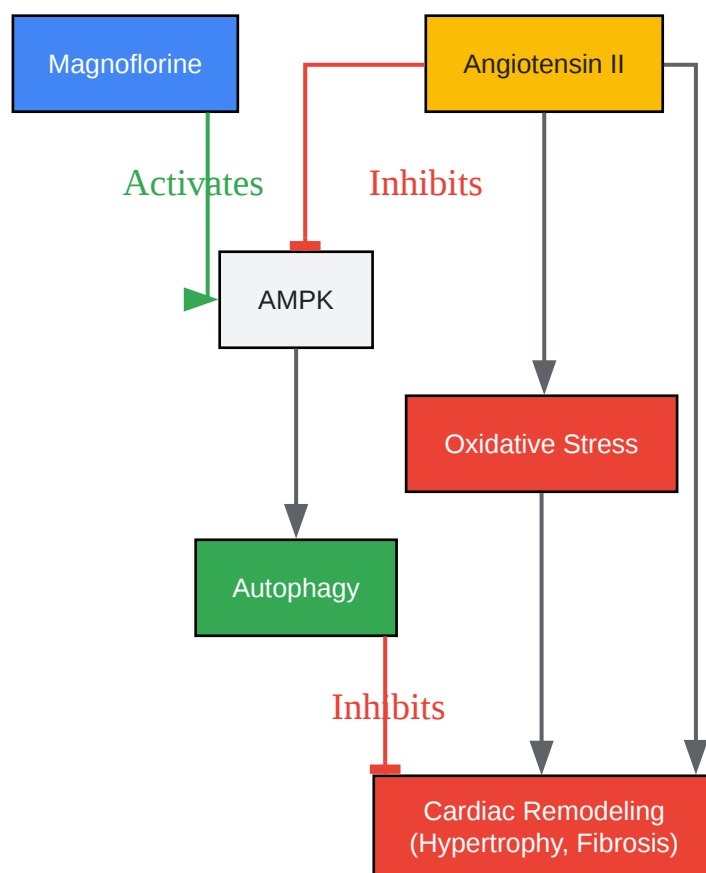 Magnoflorine
Angiotensin II
Activates
Inhibits
AMPK
Oxidative Stress
Autophagy
Inhibits
Cardiac Remodeling
(Hypertrophy, Fibrosis)